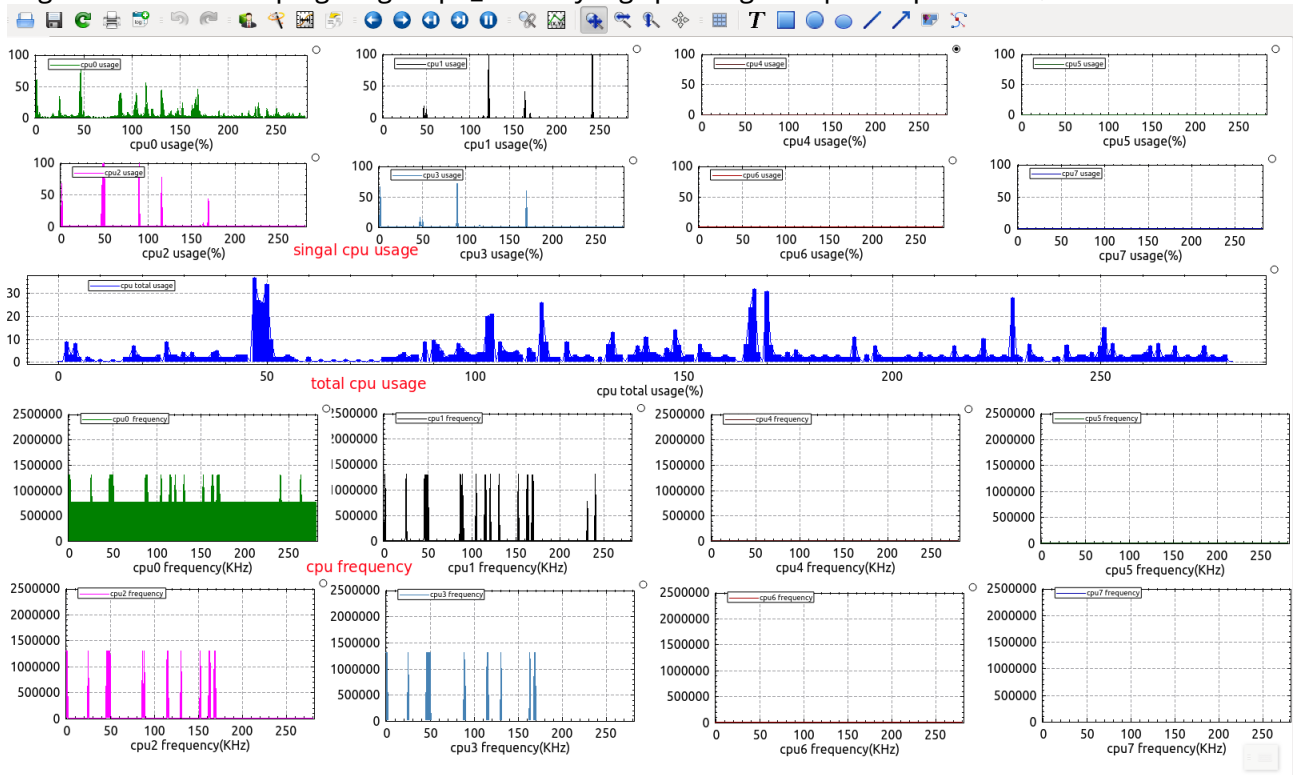 T
100 50 0
cpu0 usage
0 50 100 150 200 250
cpu0 usage(%)
100 50 0
cpu1 usage
0 50 100 150 200 250
cpu1 usage(%)
100 50 0
cpu4 usage
0 50 100 150 200 250
cpu4 usage(%)
100 50 0
cpu5 usage
0 50 100 150 200 250
cpu5 usage(%)
100 50 0
cpu2 usage
0 50 100 150 200 250
cpu2 usage(%)
100 50 0
cpu3 usage
0 50 100 150 200 250
cpu3 usage(%)
100 50 0
cpu6 usage
0 50 100 150 200 250
cpu6 usage(%)
100 50 0
cpu7 usage
0 50 100 150 200 250
cpu7 usage(%)
singal cpu usage
30 20 10 0
cpu total usage
0 50 100 150 200 250
total cpu usage
cpu total usage(%)
2500000 2000000 1500000 1000000 500000 0
cpu0 frequency
0 50 100 150 200 250
cpu0 frequency(KHz)
500000 0
cpu1 frequency
0 50 100 150 200 250
cpu1 frequency(KHz)
2500000 2000000 1500000 1000000 500000 0
cpu4 frequency
0 50 100 150 200 250
cpu4 frequency(KHz)
2500000 2000000 1500000 1000000 500000 0
cpu5 frequency
0 50 100 150 200 250
cpu5 frequency(KHz)
cpu frequency
2500000 2000000 1500000 1000000 500000 0
cpu2 frequency
0 50 100 150 200 250
cpu2 frequency(KHz)
2500000 2000000 1500000 1000000 500000 0
cpu3 frequency
0 50 100 150 200 250
cpu3 frequency(KHz)
2500000 2000000 1500000 1000000 500000 0
cpu6 frequency
0 50 100 150 200 250
cpu6 frequency(KHz)
2500000 2000000 1500000 1000000 500000 0
cpu7 frequency
0 50 100 150 200 250
cpu7 frequency(KHz)